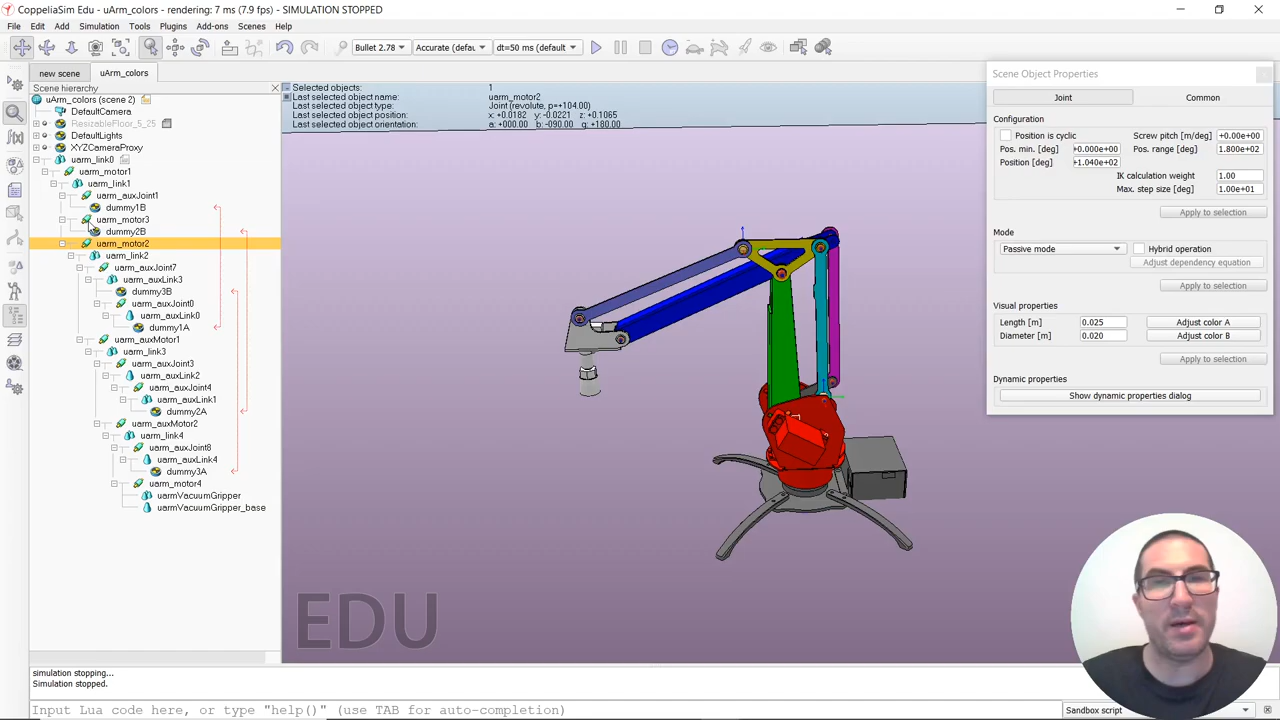 CoppeliaSim Edu - uArm_colors - rendering: 7 ms (7.9 fps) - SIMULATION STOPPED
File Edit Add Simulation Tools Plugins Add-ons Scenes Help
Bullet 2.78 Accurate (defau dt=50 ms (default
new scene uArm_colors
Scene hierarchy
uArm_colors (scene 2)
DefaultCamera
ResizableFloor_5_25
DefaultLights
XYZCameraProxy
uarm_link0
uarm_motor1
uarm_link1
uarm_auxJoint1
dummy1B
uarm_motor3
dummy2B
uarm_motor2
uarm_link2
uarm_auxJoint7
uarm_auxLink3
dummy3B
uarm_auxJoint0
uarm_auxLink0
dummy1A
uarm_auxMotor1
uarm_link3
uarm_auxJoint3
uarm_auxLink2
uarm_auxJoint4
uarm_auxLink1
dummy2A
uarm_auxMotor2
uarm_link4
uarm_auxJoint8
uarm_auxLink4
dummy3A
uarm_motor4
uarmVacuumGripper
uarmVacuumGripper_base
Selected objects: 1
Last selected object name: uarm_motor2
Last selected object type: Joint (revolute, p=+104.00)
Last selected object position: x: +0.0182 y: -0.0221 z: +0.1065
Last selected object orientation: a: +000.00 b: -090.00 g: +180.00
EDU
Scene Object Properties
Joint Common
Configuration
Position is cyclic Screw pitch [m/deg] +0.00e+00
Pos. min. [deg] +0.000e+00 Pos. range [deg] 1.800e+02
Position [deg] +1.040e+02
IK calculation weight 1.00
Max. step size [deg] 1.00e+01
Apply to selection
Mode
Passive mode Hybrid operation
Adjust dependency equation
Apply to selection
Visual properties
Length [m] 0.025 Adjust color A
Diameter [m] 0.020 Adjust color B
Apply to selection
Dynamic properties
Show dynamic properties dialog
simulation stopping...
Simulation stopped.
Input Lua code here, or type "help()" (use TAB for auto-completion)
Sandbox script